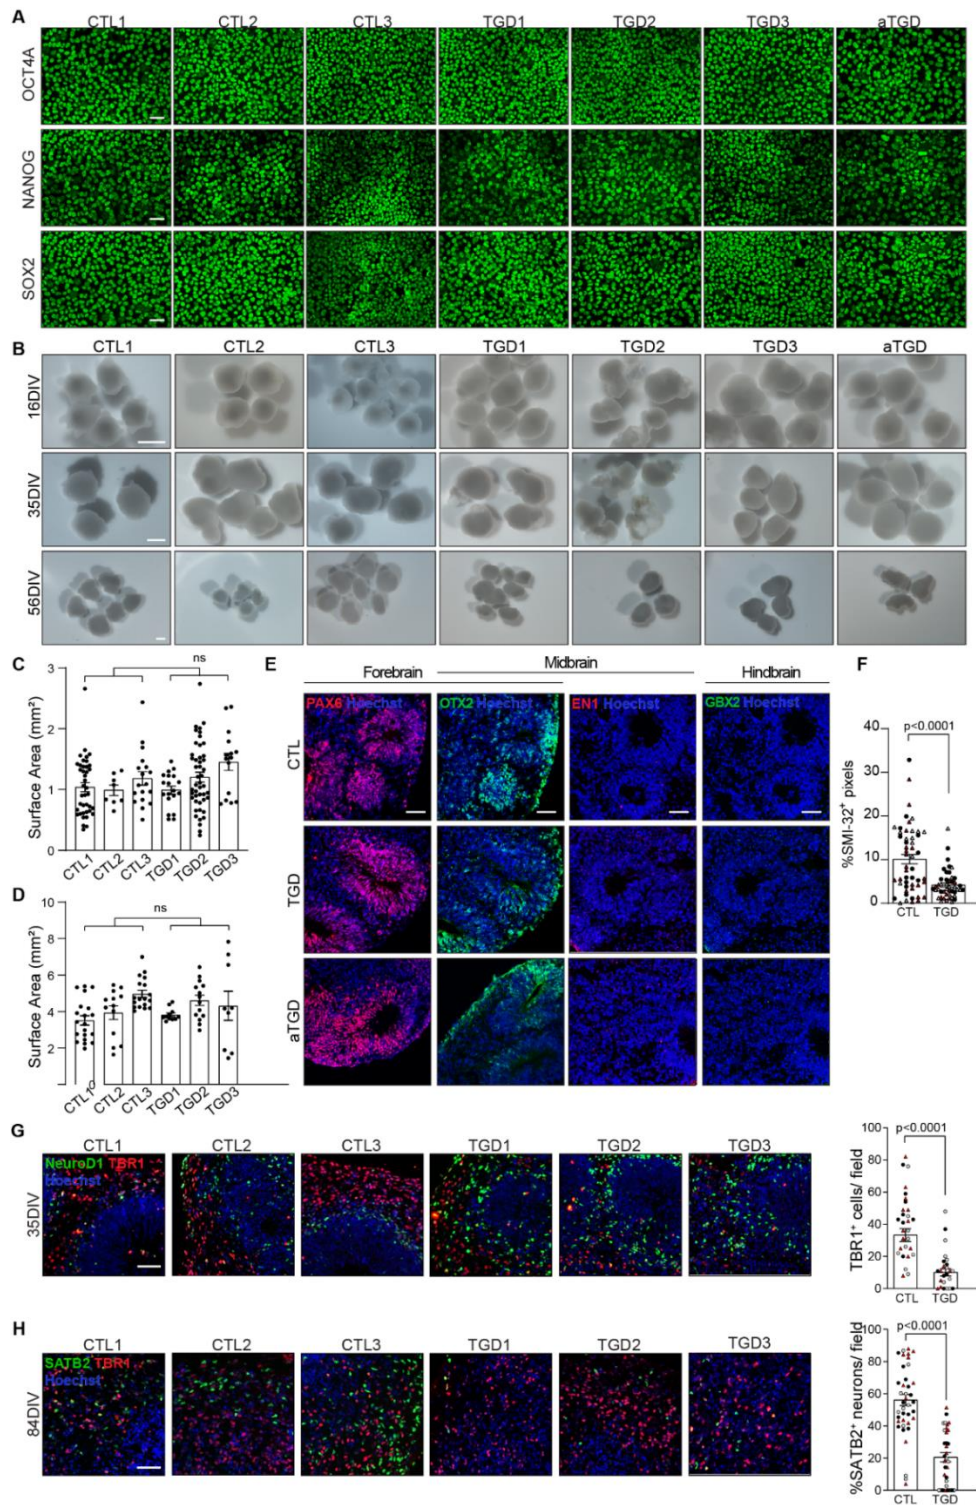 A
CTL1 CTL2 CTL3 TGD1 TGD2 TGD3 aTGD
OCT4A
NANOG
SOX2
B
CTL1 CTL2 CTL3 TGD1 TGD2 TGD3 aTGD
16DIV
35DIV
56DIV
C
ns
Surface Area (mm²)
3
2
1
0
CTL1 CTL2 CTL3 TGD1 TGD2 TGD3
D
ns
Surface Area (mm²)
10
8
6
4
2
0
CTL1 CTL2 CTL3 TGD1 TGD2 TGD3
E
Forebrain Midbrain Hindbrain
PAX6 Hoechst OTX2 Hoechst EN1 Hoechst GBX2 Hoechst
CTL
TGD
aTGD
F
p<0.0001
%SMI-32⁺ pixels
40
30
20
10
0
CTL TGD
G
CTL1 CTL2 CTL3 TGD1 TGD2 TGD3
NeuroD1 TBR1
Hoechst
35DIV
p<0.0001
TBR1⁺ cells/ field
100
80
60
40
20
0
CTL TGD
H
CTL1 CTL2 CTL3 TGD1 TGD2 TGD3
SATB2 TBR1
Hoechst
84DIV
p<0.0001
%SATB2⁺ neurons/ field
100
80
60
40
20
0
CTL TGD